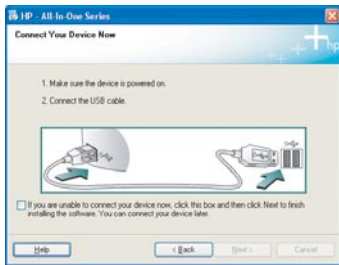 HP - All-In-One Series
Connect Your Device Now
hp
1. Make sure the device is powered on.
2. Connect the USB cable.
If you are unable to connect your device now, click this box and then click Next to finish
installing the software. You can connect your device later.
Help
< Back
Next >
Cancel